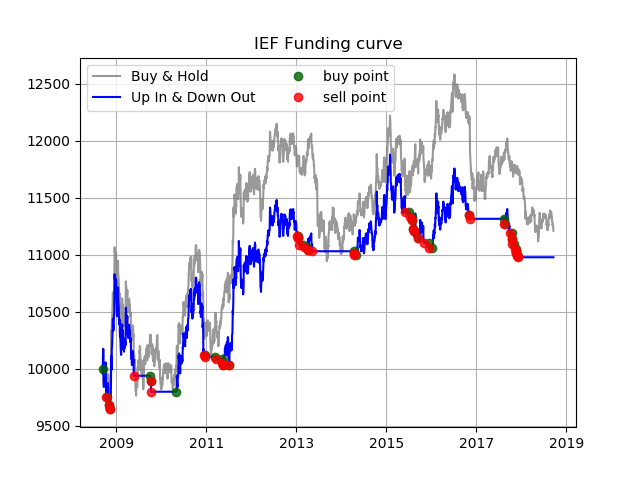 IEF Funding curve
Buy & Hold
Up In & Down Out
buy point
sell point
12500
12000
11500
11000
10500
10000
9500
2009 2011 2013 2015 2017 2019